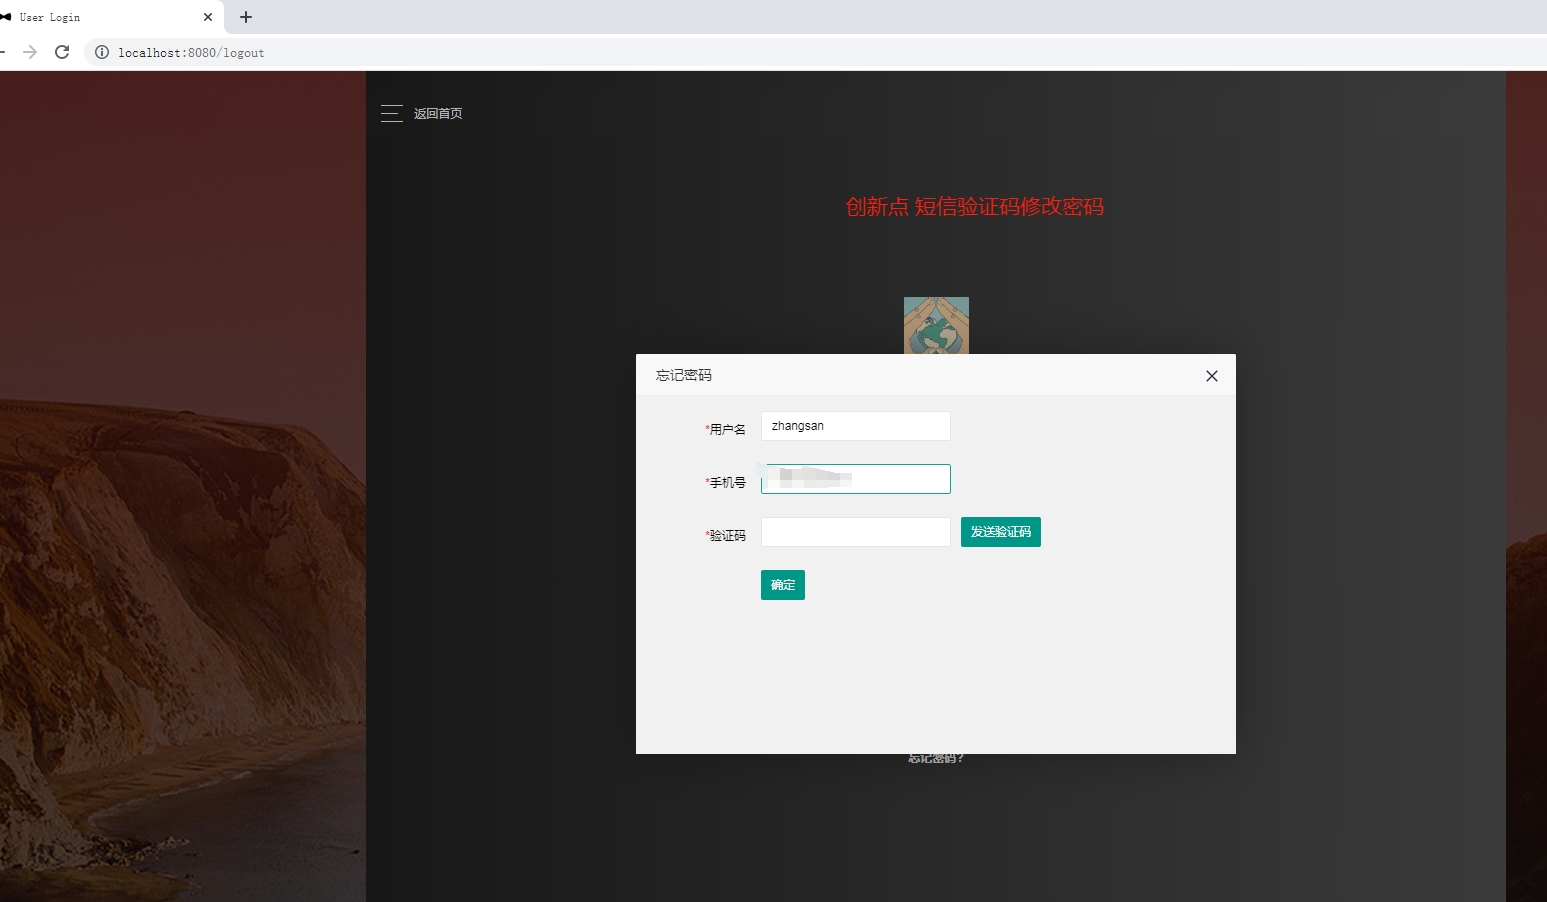 User Login
localhost:8080/logout
返回首页
创新点 短信验证码修改密码
忘记密码
*用户名 zhangsan
*手机号
*验证码 发送验证码
确定
忘记密码?